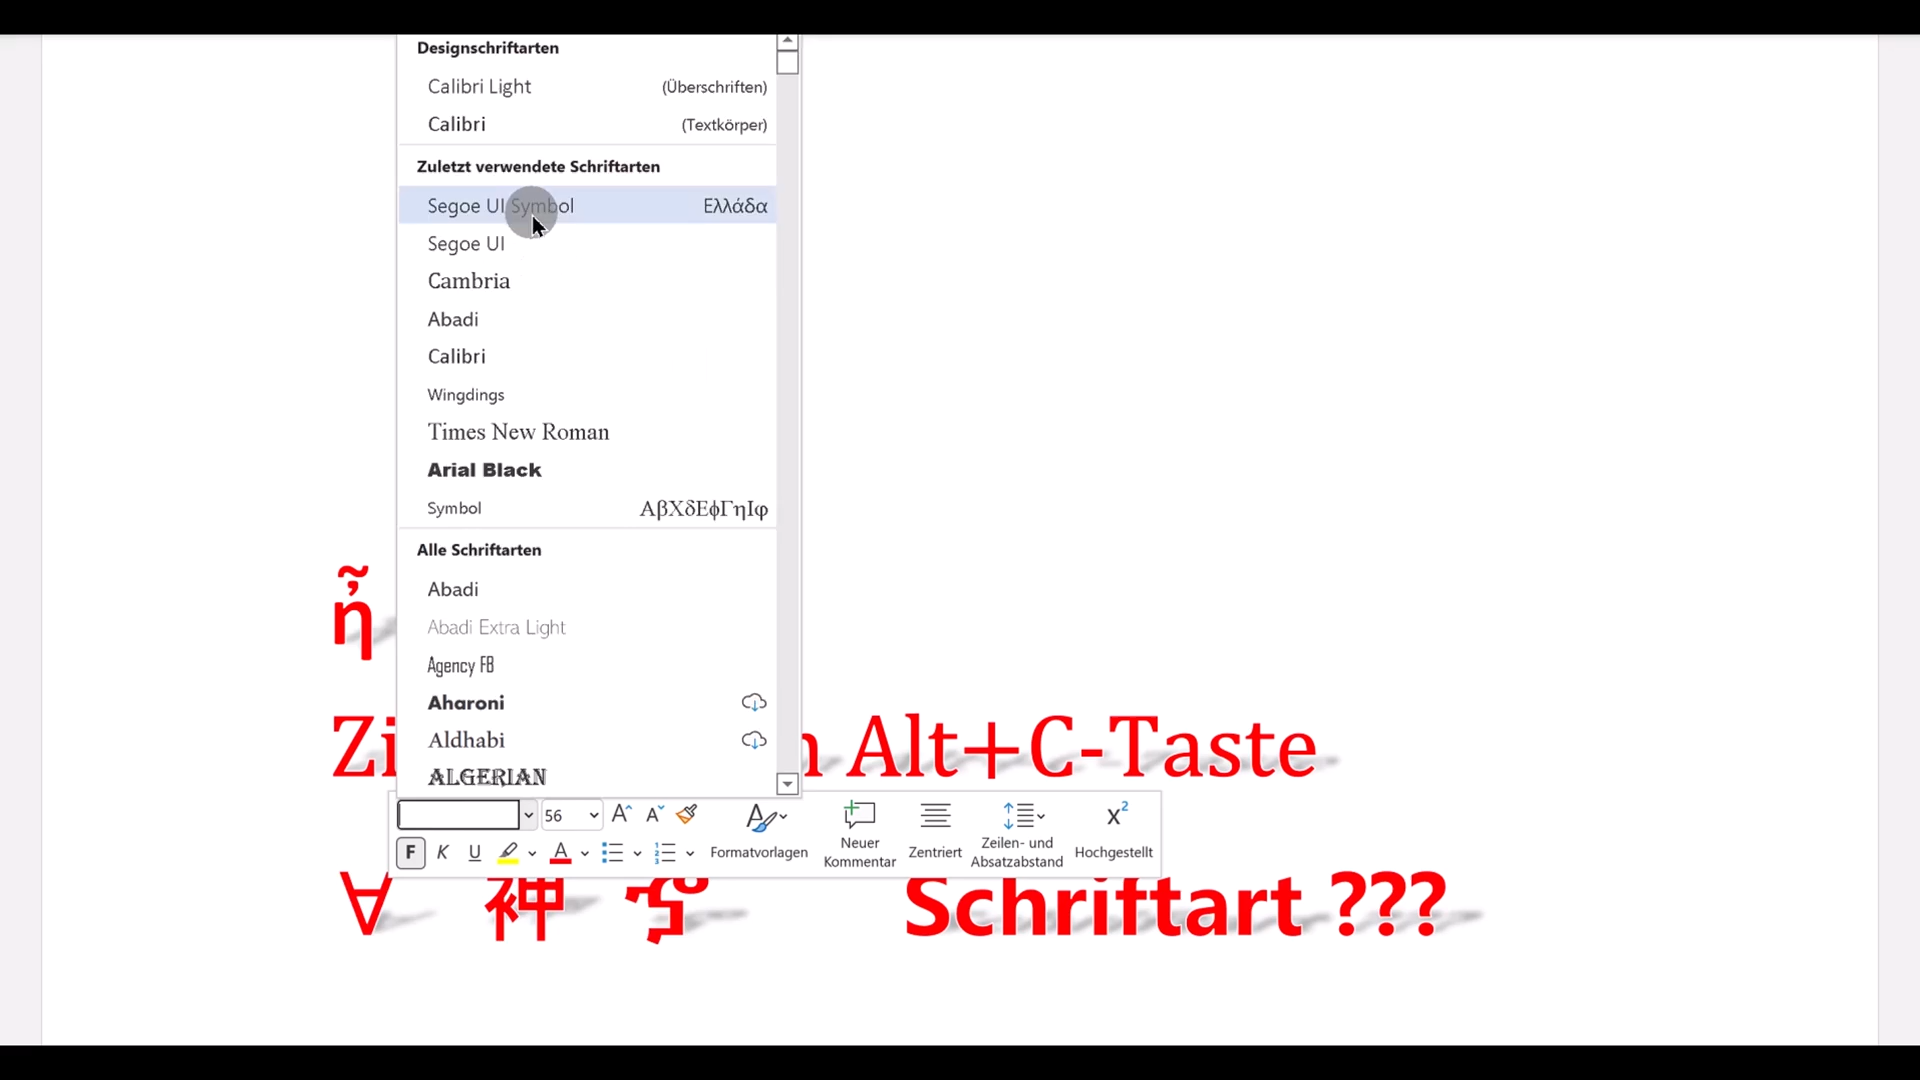 Designschriftarten
Calibri Light (Überschriften)
Calibri (Textkörper)
Zuletzt verwendete Schriftarten
Segoe UI Symbol Ελλάδα
Segoe UI
Cambria
Abadi
Calibri
Wingdings
Times New Roman
Arial Black
Symbol ΑβΧδΕϕΓηΙφ
Alle Schriftarten
Abadi
Abadi Extra Light
Agency FB
Aharoni
Aldhabi
ALGERIAN
ἦ
Zi n Alt+C-Taste
56
F K U Formatvorlagen Neuer Kommentar Zentriert Zeilen- und Absatzabstand Hochgestellt
∀ 神 Schriftart ???